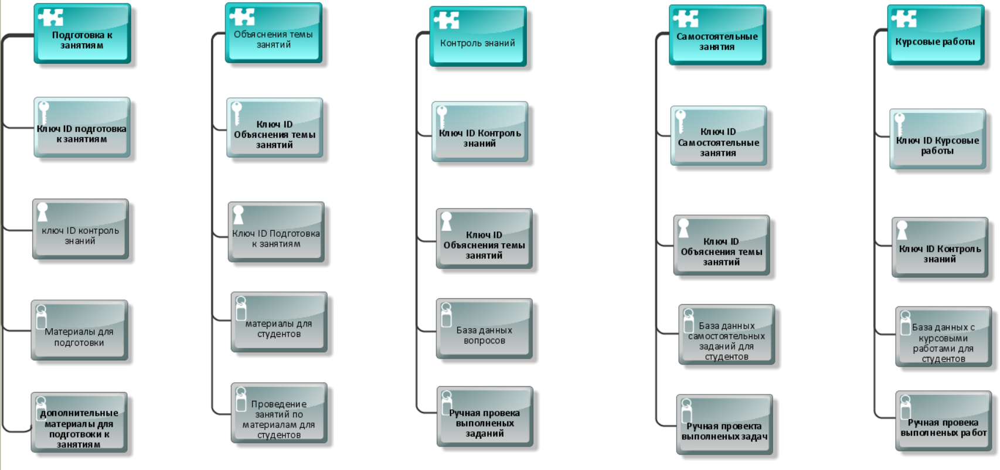 Подготовка к
занятиям
Ключ ID подготовка
к занятиям
ключ ID контроль
знаний
Материалы для
подготовки
дополнительные
материалы для
подготвоки к
занятиям
Объяснения темы
занятий
Ключ ID
Объяснения темы
занятий
Ключ ID Подготовка
к занятиям
материалы для
студентов
Проведение
занятий по
материалам для
студентов
Контроль знаний
Ключ ID Контроль
знаний
Ключ ID
Объяснения темы
занятий
База данных
вопросов
Ручная провека
выполненых
заданий
Самостоятельные
занятия
Ключ ID
Самостоятельные
занятия
Ключ ID
Объяснения темы
занятий
База данных
самостоятельных
заданий для
студентов
Ручная провекта
выполненых задач
Курсовые работы
Ключ ID Курсовые
работы
Ключ ID Контроль
знаний
База данных с
курсовыми
работами для
студентов
Ручная провека
выполненых работ